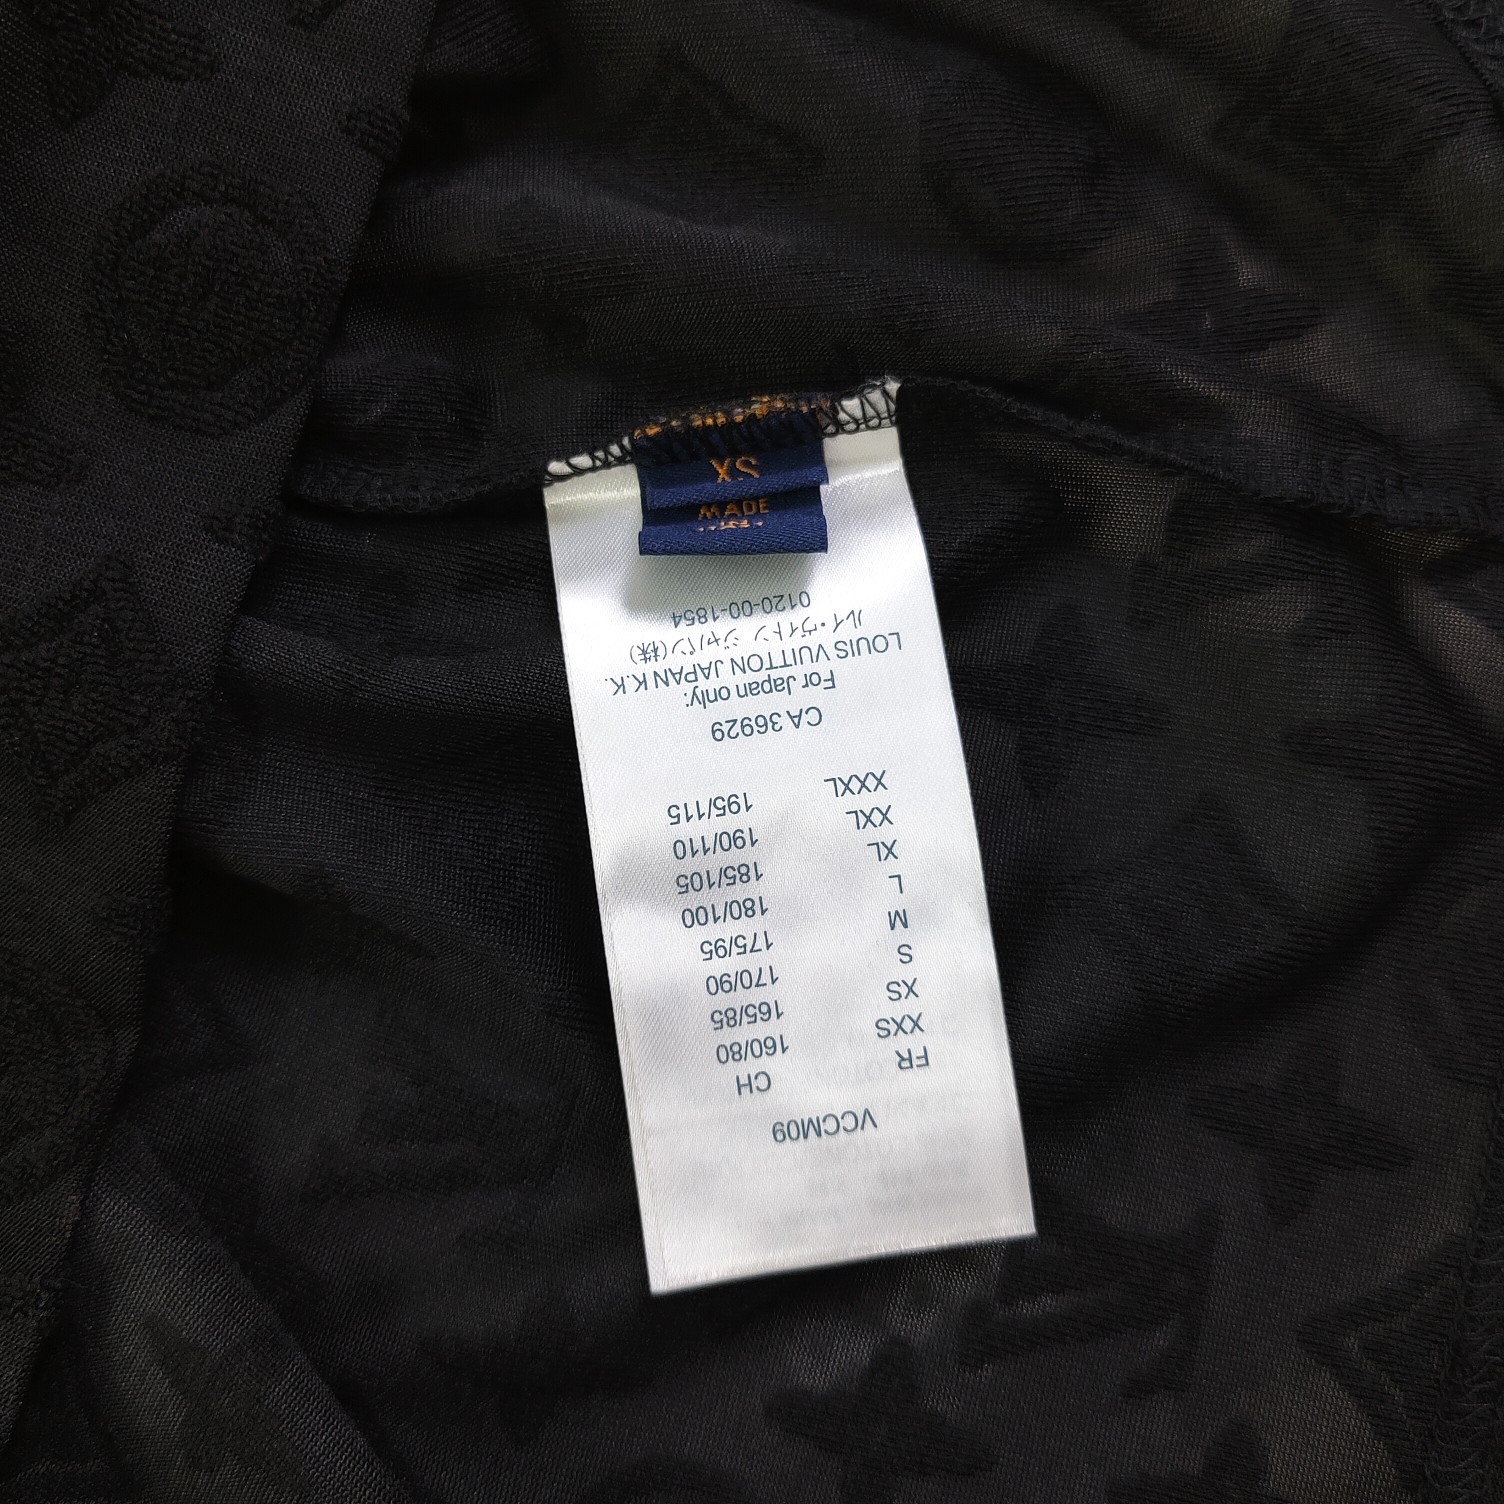 VCCM09
FR CH
XXS 160/80
XS 165/85
S 170/90
M 175/95
L 180/100
XL 185/105
XXL 190/110
XXXL 195/115
CA 36929
For Japan only:
LOUIS VUITTON JAPAN K.K.
ルイ・ヴィトン ジャパン(株)
0120-00-1854
MADE
XS